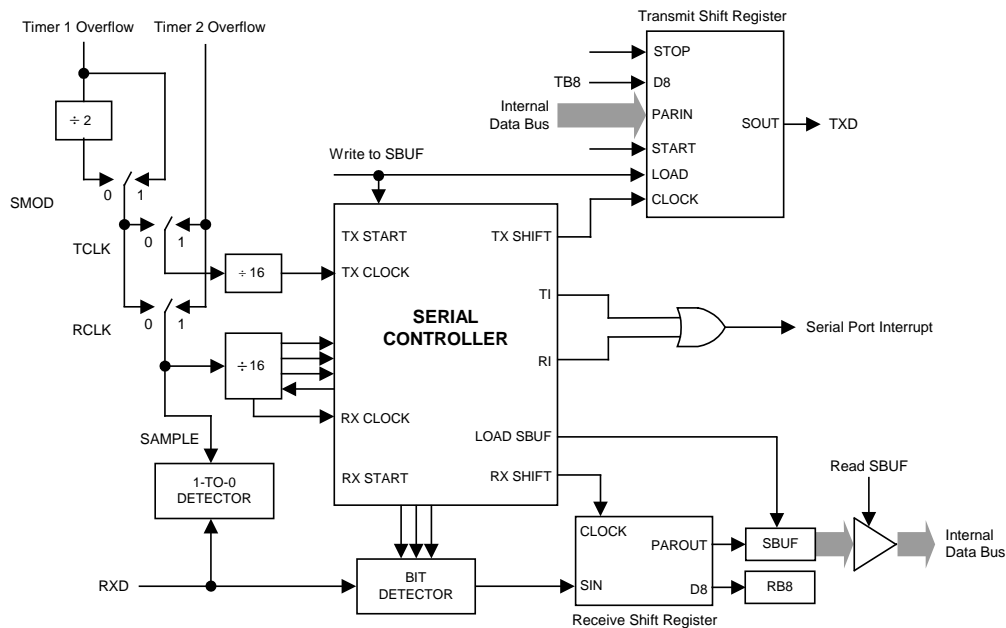 Timer 1 Overflow
Timer 2 Overflow
÷ 2
0
1
SMOD
0
1
TCLK
÷ 16
0
1
RCLK
÷16
SAMPLE
1-TO-0
DETECTOR
RXD
Write to SBUF
TX START
TX CLOCK
SERIAL
CONTROLLER
RX CLOCK
RX START
TX SHIFT
TI
RI
LOAD SBUF
RX SHIFT
BIT
DETECTOR
Transmit Shift Register
STOP
TB8
D8
Internal
Data Bus
PARIN
START
LOAD
CLOCK
SOUT
TXD
Serial Port Interrupt
CLOCK
PAROUT
SIN
D8
Receive Shift Register
SBUF
RB8
Read SBUF
Internal
Data Bus